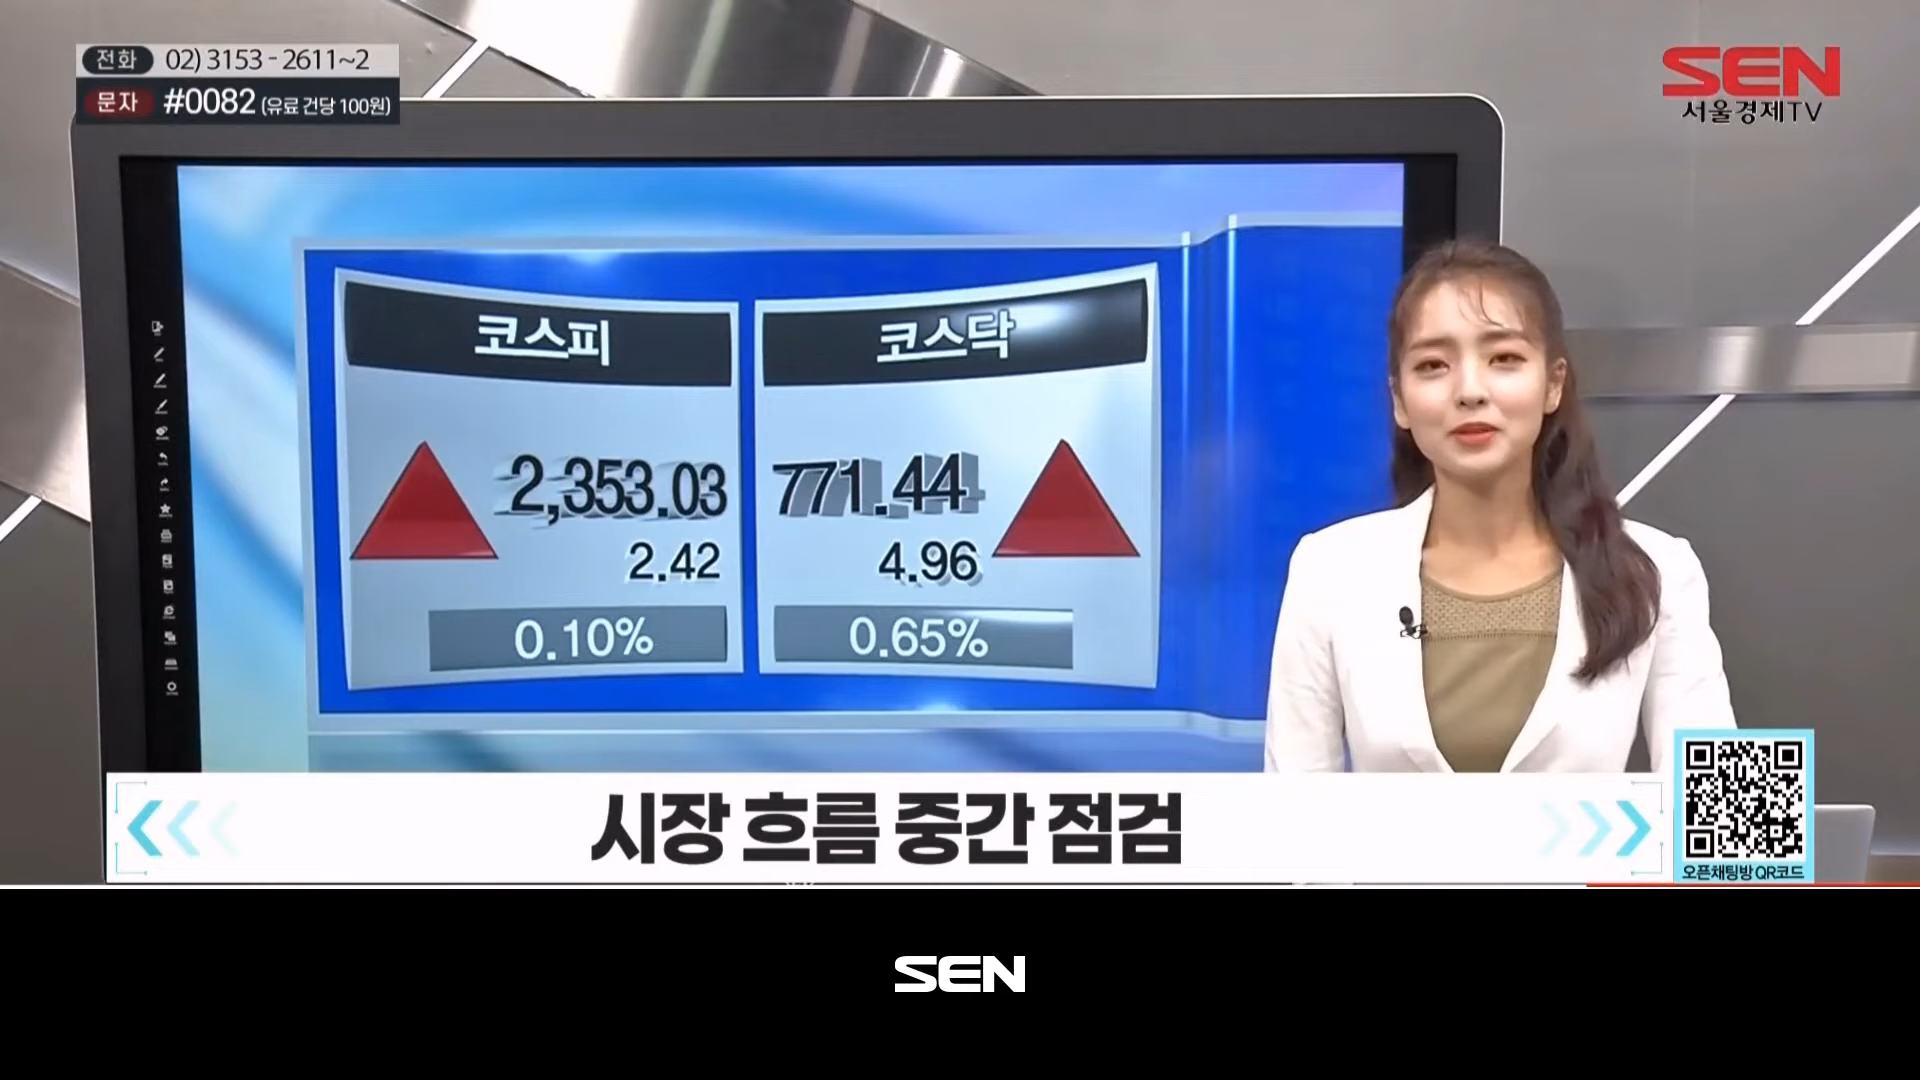 전화 02) 3153 - 2611~2
문자 #0082 (유료 건당 100원)
SEN
서울경제TV
코스피
2,353.03
2.42
0.10%
코스닥
771.44
4.96
0.65%
시장 흐름 중간 점검
오픈채팅방 QR코드
SEN